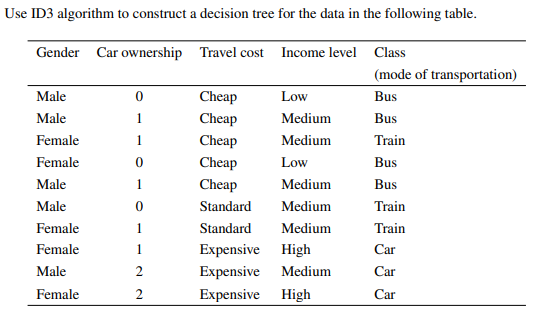 Use ID3 algorithm to construct a decision tree for the data in the following table.
Gender Car ownership Travel cost Income level Class
(mode of transportation)
Male 0 Cheap Low Bus
Male 1 Cheap Medium Bus
Female 1 Cheap Medium Train
Female 0 Cheap Low Bus
Male 1 Cheap Medium Bus
Male 0 Standard Medium Train
Female 1 Standard Medium Train
Female 1 Expensive High Car
Male 2 Expensive Medium Car
Female 2 Expensive High Car